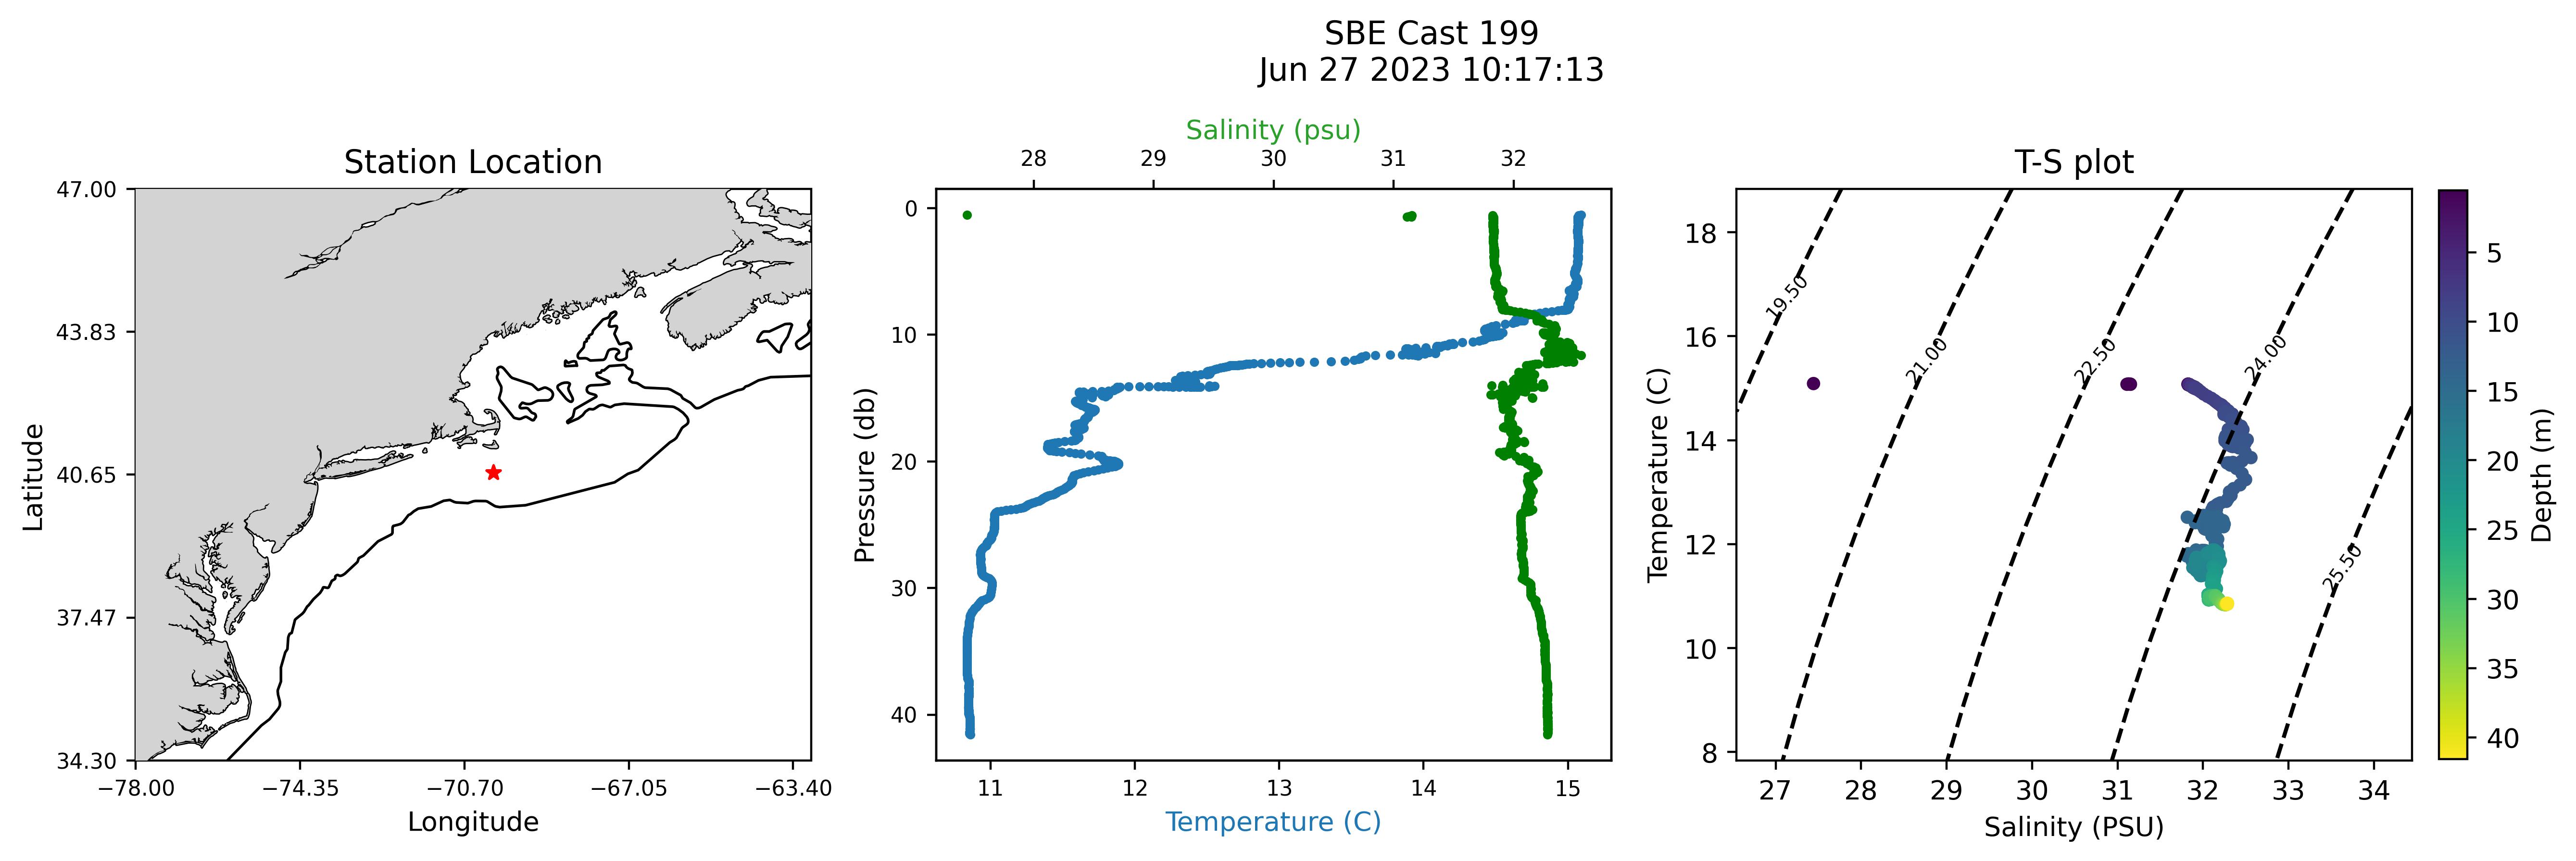 SBE Cast 199
Jun 27 2023 10:17:13
Station Location
47.00
43.83
40.65
37.47
34.30
−78.00 −74.35 −70.70 −67.05 −63.40
Latitude
Longitude
Salinity (psu)
28 29 30 31 32
0
10
20
30
40
Pressure (db)
11 12 13 14 15
Temperature (C)
T-S plot
18
16
14
12
10
8
Temperature (C)
19.50
21.00
22.50
24.00
25.50
27 28 29 30 31 32 33 34
Salinity (PSU)
5
10
15
20
25
30
35
40
Depth (m)